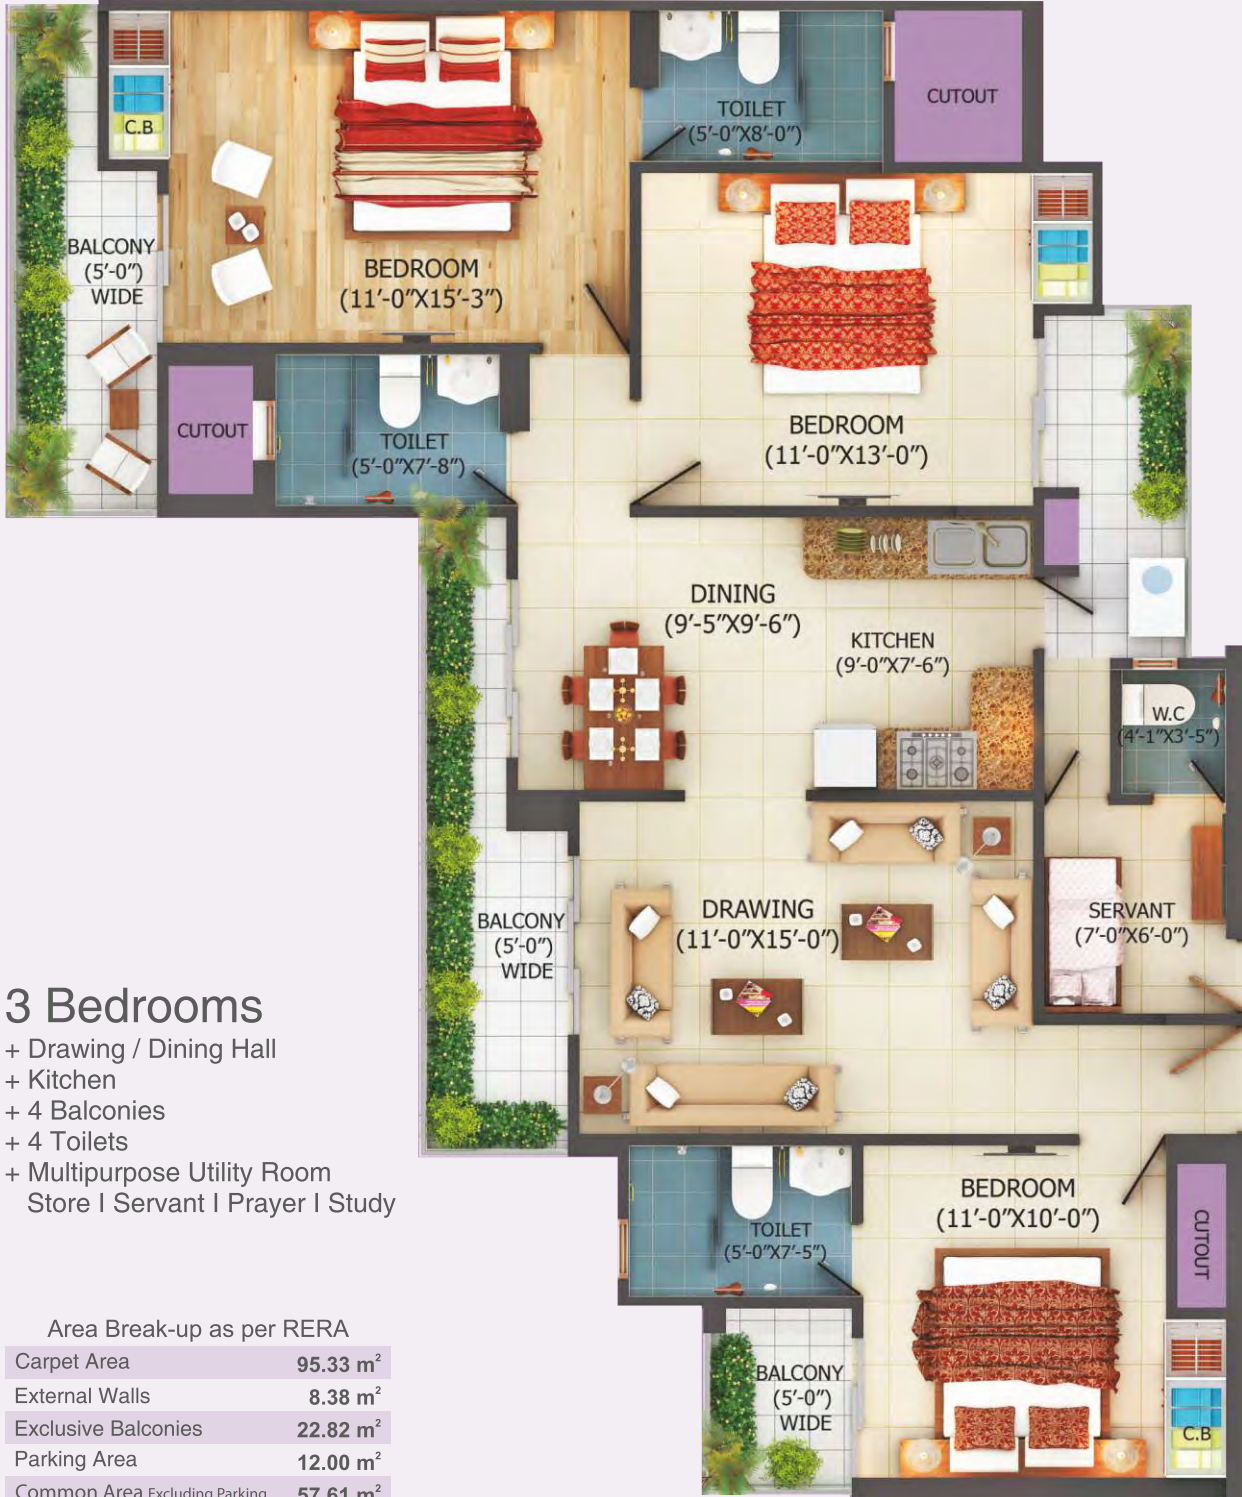 CUTOUT
TOILET
(5'-0"X8'-0")
C.B
BALCONY
(5'-0")
WIDE
BEDROOM
(11'-0"X15'-3")
CUTOUT
TOILET
(5'-0"X7'-8")
BEDROOM
(11'-0"X13'-0")
DINING
(9'-5"X9'-6")
KITCHEN
(9'-0"X7'-6")
W.C
(4'-1"X3'-5")
BALCONY
(5'-0")
WIDE
DRAWING
(11'-0"X15'-0")
SERVANT
(7'-0"X6'-0")
3 Bedrooms
+ Drawing / Dining Hall
+ Kitchen
+ 4 Balconies
+ 4 Toilets
+ Multipurpose Utility Room
Store I Servant I Prayer I Study
TOILET
(5'-0"X7'-5")
BEDROOM
(11'-0"X10'-0")
CUTOUT
BALCONY
(5'-0")
WIDE
C.B
Area Break-up as per RERA
Carpet Area 95.33 m²
External Walls 8.38 m²
Exclusive Balconies 22.82 m²
Parking Area 12.00 m²
Common Area Excluding Parking 57.61 m²